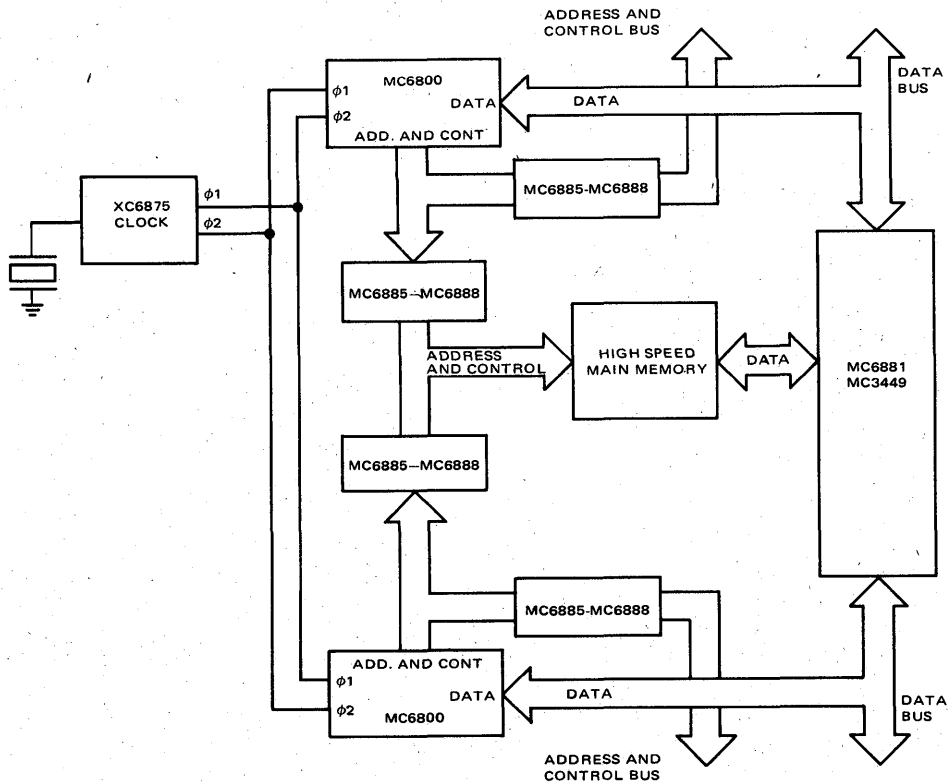 ADDRESS AND
CONTROL BUS
MC6800
ϕ1
ϕ2
DATA
ADD. AND CONT
DATA
DATA
BUS
XC6875
CLOCK
ϕ1
ϕ2
MC6885-MC6888
MC6885-MC6888
ADDRESS
AND CONTROL
HIGH SPEED
MAIN MEMORY
DATA
MC6881
MC3449
MC6885-MC6888
MC6885-MC6888
ADD. AND CONT
ϕ1
ϕ2
DATA
MC6800
DATA
DATA
BUS
ADDRESS AND
CONTROL BUS